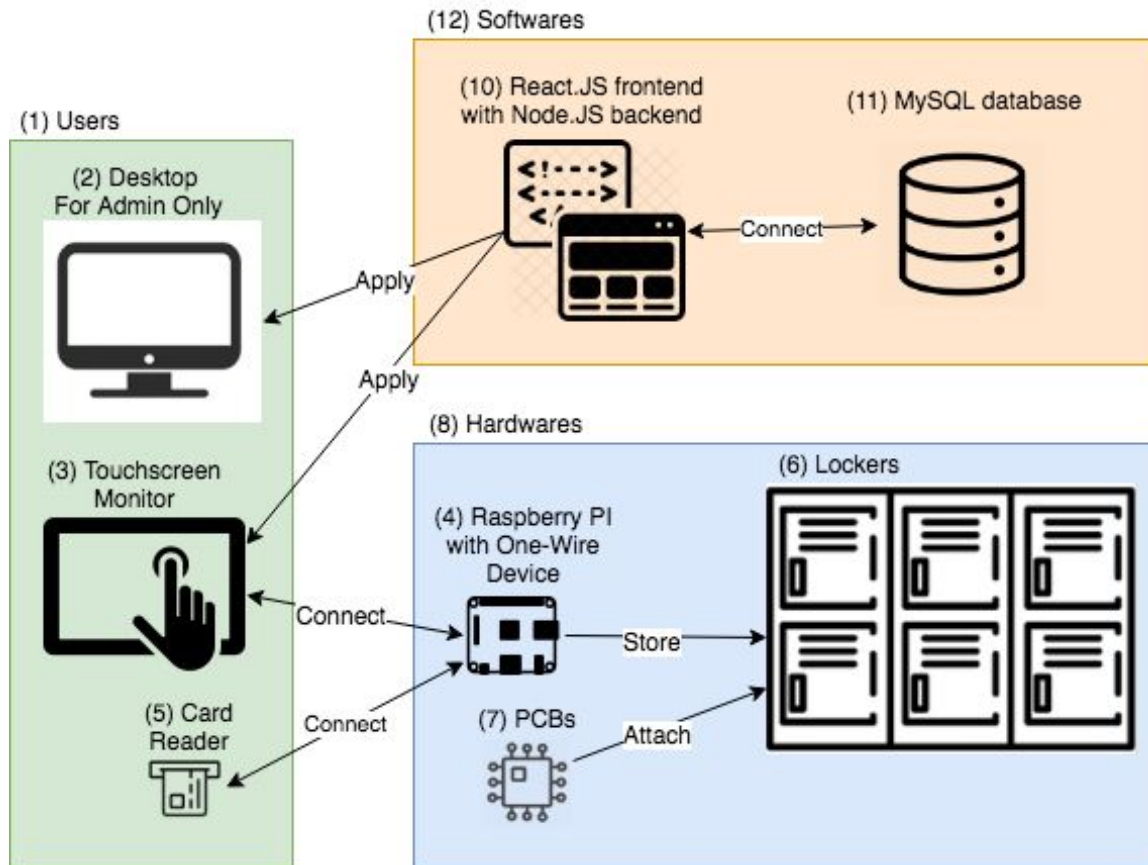 (12) Softwares
(10) React.JS frontend
with Node.JS backend
(11) MySQL database
Connect
(1) Users
(2) Desktop
For Admin Only
Apply
Apply
(3) Touchscreen
Monitor
(8) Hardwares
(6) Lockers
(4) Raspberry PI
with One-Wire
Device
Connect
Store
(5) Card
Reader
Connect
(7) PCBs
Attach